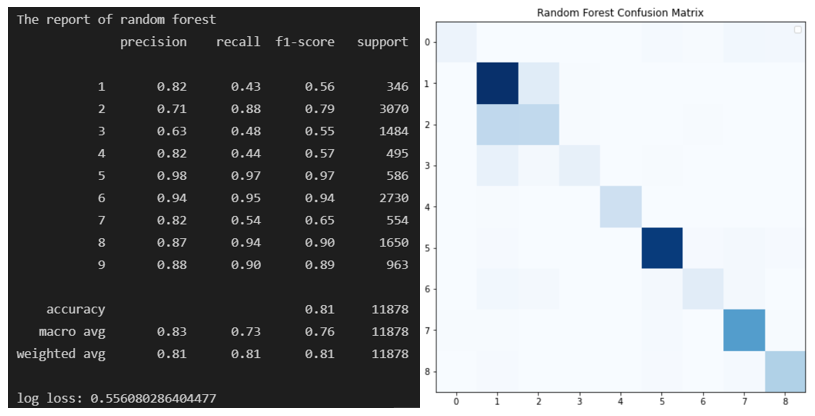 The report of random forest
precision recall f1-score support
1 0.82 0.43 0.56 346
2 0.71 0.88 0.79 3070
3 0.63 0.48 0.55 1484
4 0.82 0.44 0.57 495
5 0.98 0.97 0.97 586
6 0.94 0.95 0.94 2730
7 0.82 0.54 0.65 554
8 0.87 0.94 0.90 1650
9 0.88 0.90 0.89 963
accuracy 0.81 11878
macro avg 0.83 0.73 0.76 11878
weighted avg 0.81 0.81 0.81 11878
log loss: 0.556080286404477
Random Forest Confusion Matrix
0
1
2
3
4
5
6
7
8
0 1 2 3 4 5 6 7 8